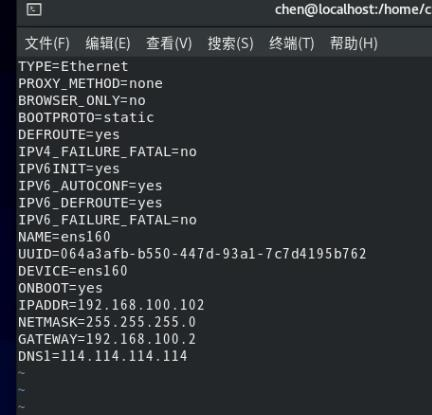 chen@localhost:/home/c
文件(F) 编辑(E) 查看(V) 搜索(S) 终端(T) 帮助(H)
TYPE=Ethernet
PROXY_METHOD=none
BROWSER_ONLY=no
BOOTPROTO=static
DEFROUTE=yes
IPV4_FAILURE_FATAL=no
IPV6INIT=yes
IPV6_AUTOCONF=yes
IPV6_DEFROUTE=yes
IPV6_FAILURE_FATAL=no
NAME=ens160
UUID=064a3afb-b550-447d-93a1-7c7d4195b762
DEVICE=ens160
ONBOOT=yes
IPADDR=192.168.100.102
NETMASK=255.255.255.0
GATEWAY=192.168.100.2
DNS1=114.114.114.114
~
~
~